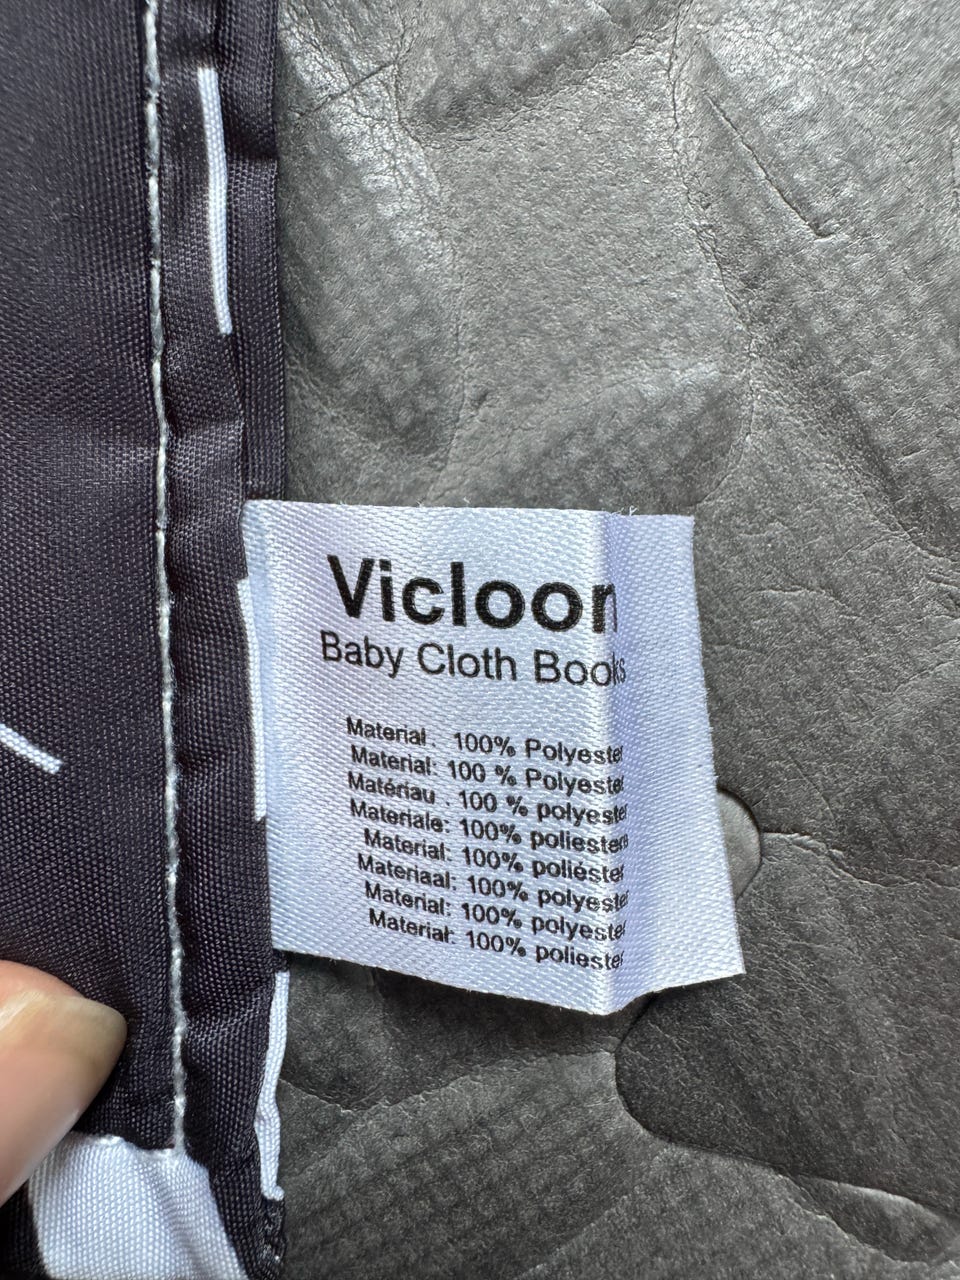 Vicloon
Baby Cloth Books
Material : 100% Polyester
Material: 100 % Polyester
Matériau : 100 % polyester
Materiale: 100% poliestere
Material: 100% poliéster
Materiaal: 100% polyester
Material: 100% polyester
Materiał: 100% poliester